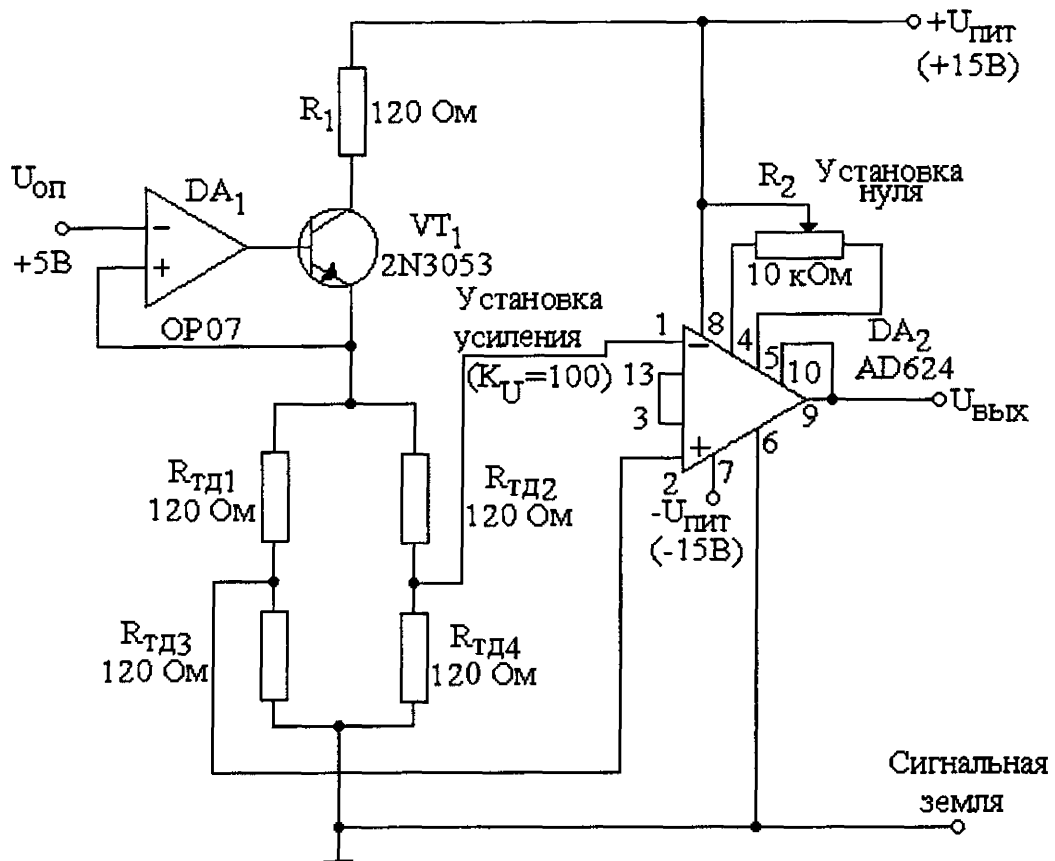 +Uпит
(+15В)
R1
120 Ом
Uоп
+5В
DA1
−
+
OP07
VT1
2N3053
R2
Установка
нуля
10 кОм
Установка
усиления
(KU=100)
1
8
4
5
10
DA2
AD624
13
3
−
+
2
7
6
9
Uвых
-Uпит
(-15В)
Rтд1
120 Ом
Rтд2
120 Ом
Rтд3
120 Ом
Rтд4
120 Ом
Сигнальная
земля